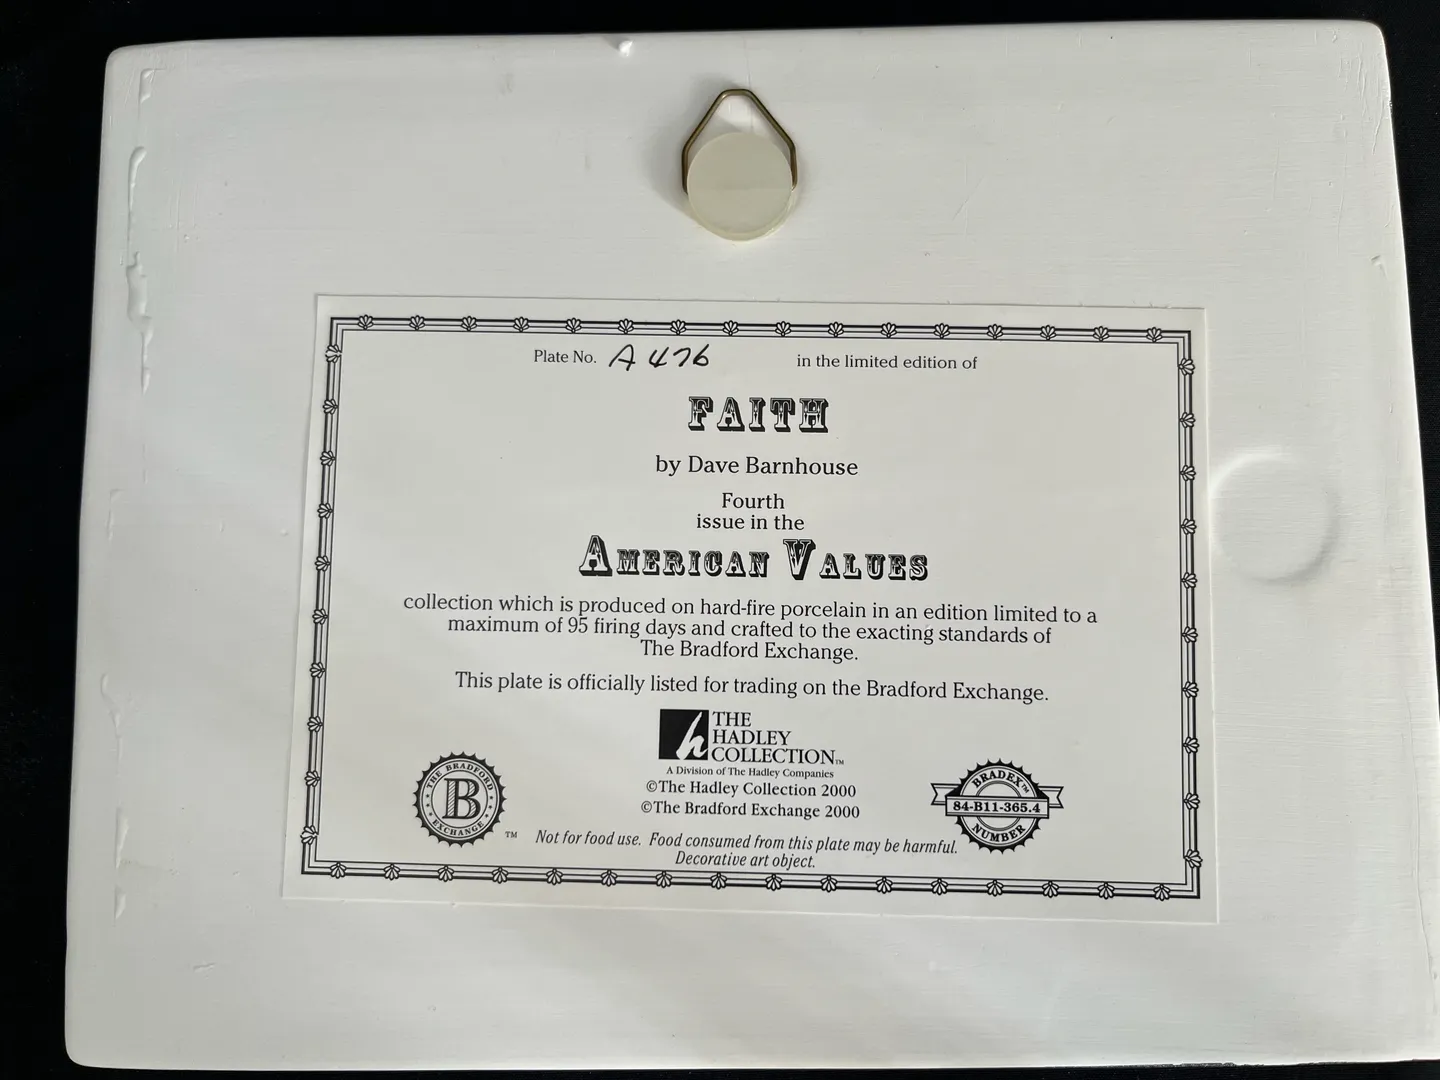 Plate No. A 476 in the limited edition of
FAITH
by Dave Barnhouse
Fourth
issue in the
AMERICAN VALUES
collection which is produced on hard-fire porcelain in an edition limited to a
maximum of 95 firing days and crafted to the exacting standards of
The Bradford Exchange.
This plate is officially listed for trading on the Bradford Exchange.
h THE
HADLEY
COLLECTION™
A Division of The Hadley Companies
©The Hadley Collection 2000
©The Bradford Exchange 2000
THE BRADFORD
B
EXCHANGE
™
BRADEX™
84-B11-365.4
NUMBER
Not for food use. Food consumed from this plate may be harmful.
Decorative art object.